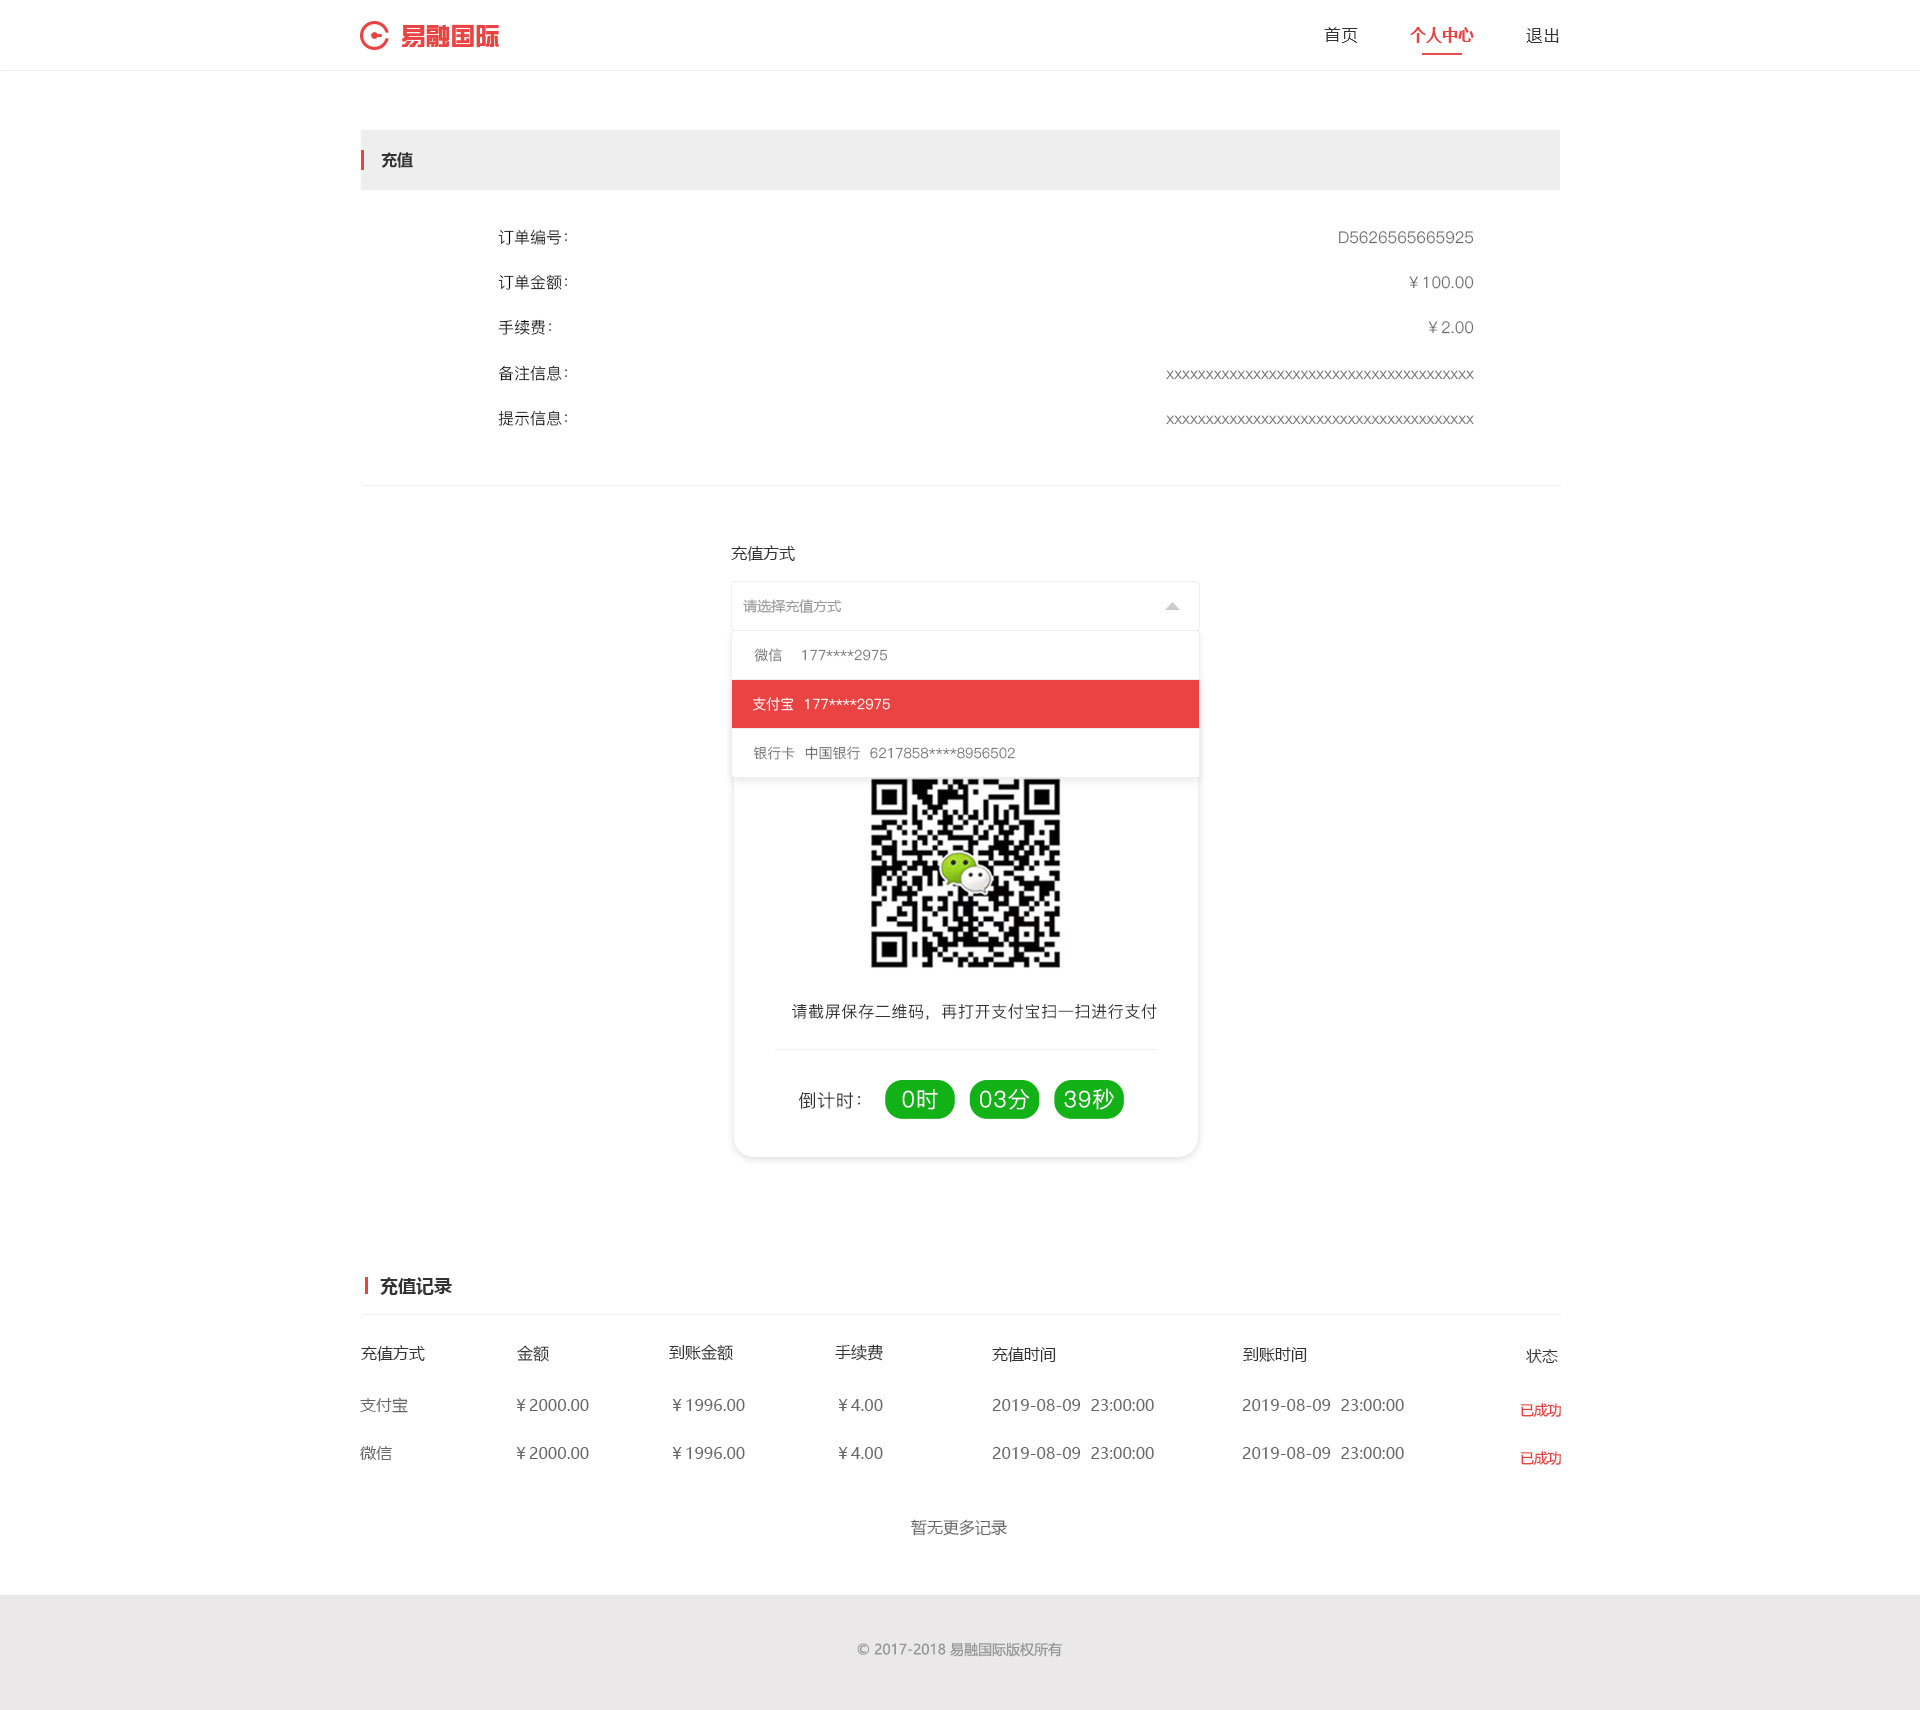 易融国际
首页 个人中心 退出
充值
订单编号： D5626565665925
订单金额： ￥100.00
手续费： ￥2.00
备注信息： xxxxxxxxxxxxxxxxxxxxxxxxxxxxxxxxxxxxxxx
提示信息： xxxxxxxxxxxxxxxxxxxxxxxxxxxxxxxxxxxxxxx
充值方式
请选择充值方式
微信 177****2975
支付宝 177****2975
银行卡 中国银行 6217858****8956502
请截屏保存二维码，再打开支付宝扫一扫进行支付
倒计时： 0时 03分 39秒
充值记录
充值方式 金额 到账金额 手续费 充值时间 到账时间 状态
支付宝 ￥2000.00 ￥1996.00 ￥4.00 2019-08-09 23:00:00 2019-08-09 23:00:00 已成功
微信 ￥2000.00 ￥1996.00 ￥4.00 2019-08-09 23:00:00 2019-08-09 23:00:00 已成功
暂无更多记录
© 2017-2018 易融国际版权所有